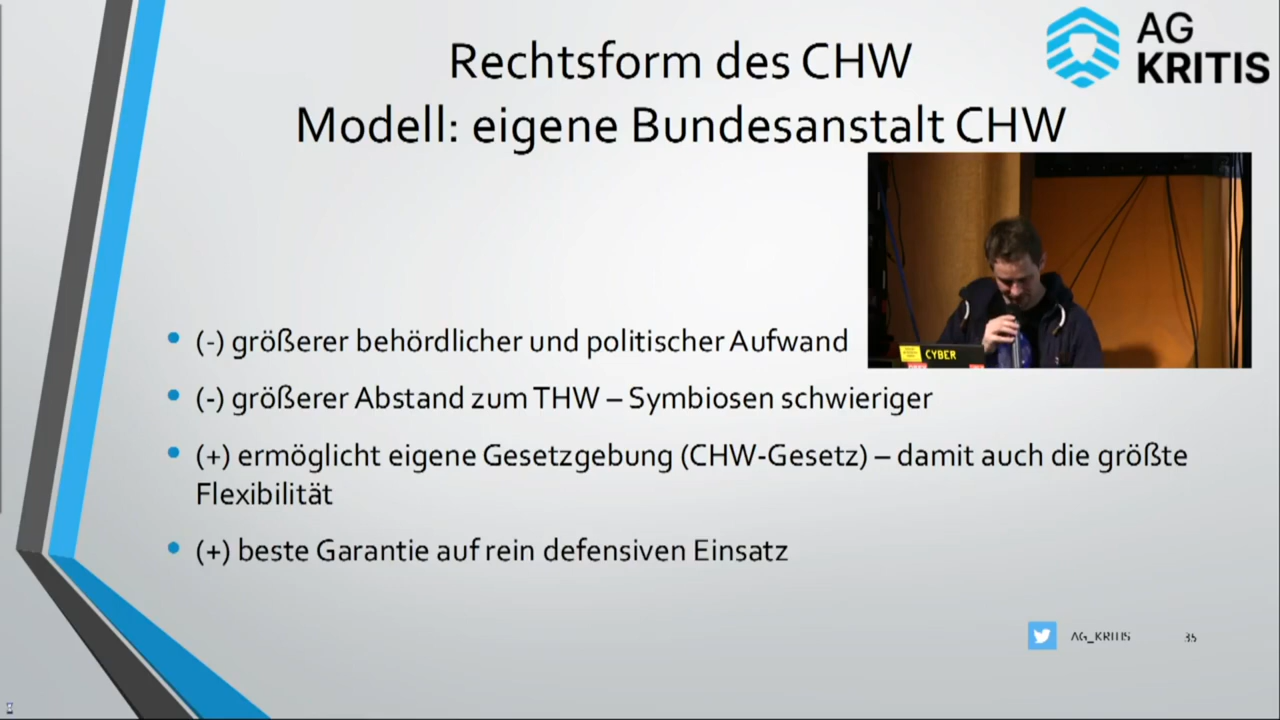 AG
KRITIS
Rechtsform des CHW
Modell: eigene Bundesanstalt CHW
CYBER
(-) größerer behördlicher und politischer Aufwand
(-) größerer Abstand zum THW – Symbiosen schwieriger
(+) ermöglicht eigene Gesetzgebung (CHW-Gesetz) – damit auch die größte
Flexibilität
(+) beste Garantie auf rein defensiven Einsatz
AG_KRITIS
35